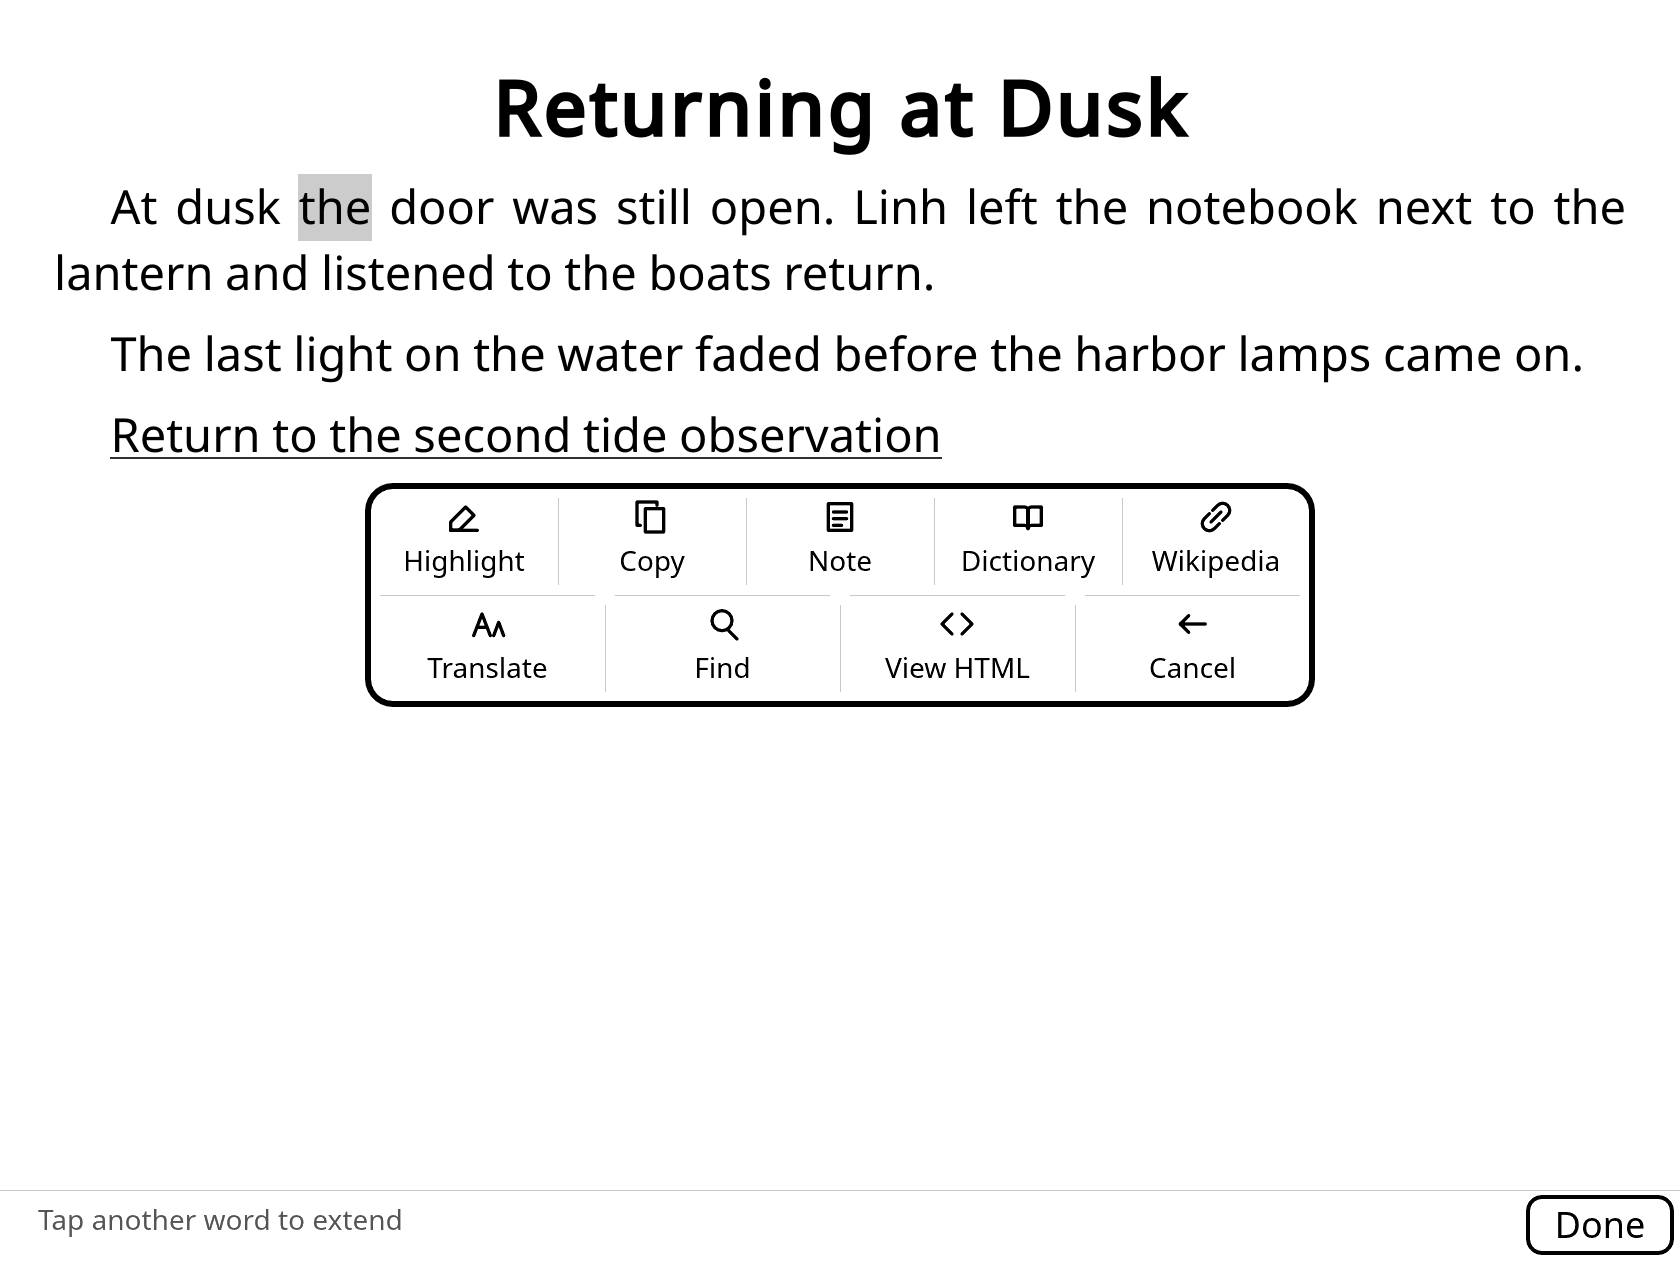 Returning at Dusk
At dusk the door was still open. Linh left the notebook next to the
lantern and listened to the boats return.
The last light on the water faded before the harbor lamps came on.
Return to the second tide observation
Highlight
Copy
Note
Dictionary
Wikipedia
Translate
Find
View HTML
Cancel
Tap another word to extend
Done